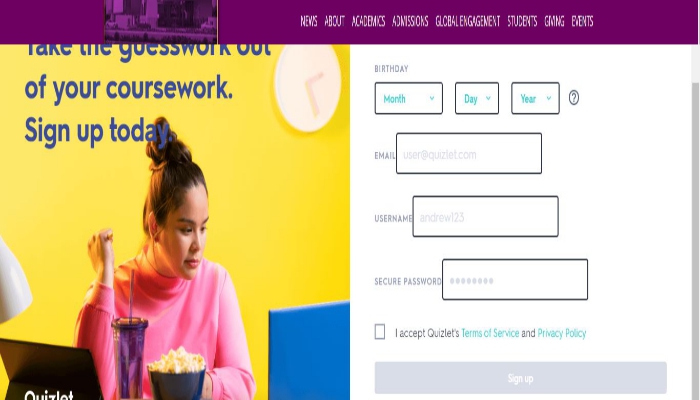 NEWS ABOUT ACADEMICS ADMISSIONS GLOBAL ENGAGEMENT STUDENTS GIVING EVENTS
Take the guesswork out
of your coursework.
Sign up today.
Quizlet
BIRTHDAY
Month Day Year ?
EMAIL user@quizlet.com
USERNAME andrew123
SECURE PASSWORD ●●●●●●●●
I accept Quizlet's Terms of Service and Privacy Policy
Sign up